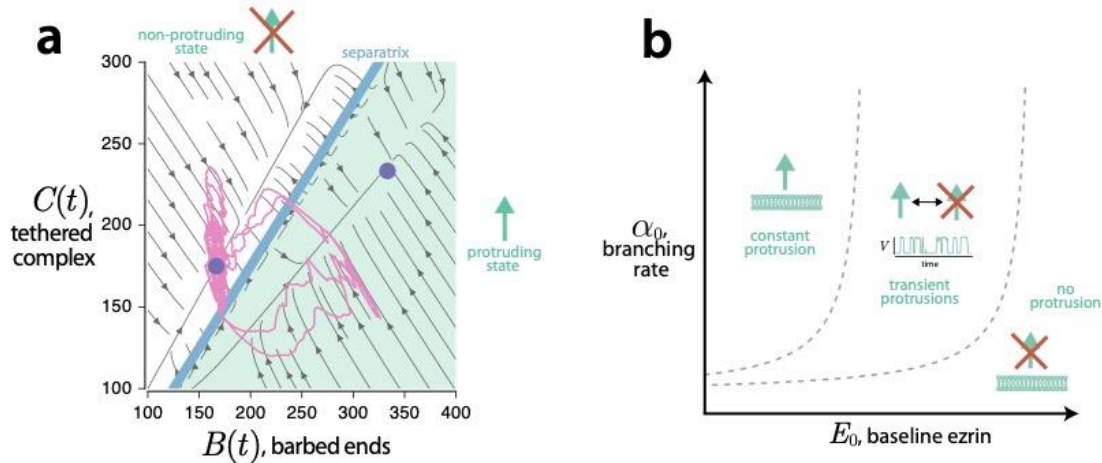 a
non-protruding
state
separatrix
300
250
200
150
100
C(t),
tethered
complex
100
150
200
250
300
350
400
B(t), barbed ends
protruding
state
b
α₀,
branching
rate
constant
protrusion
V
time
transient
protrusions
no
protrusion
E₀, baseline ezrin